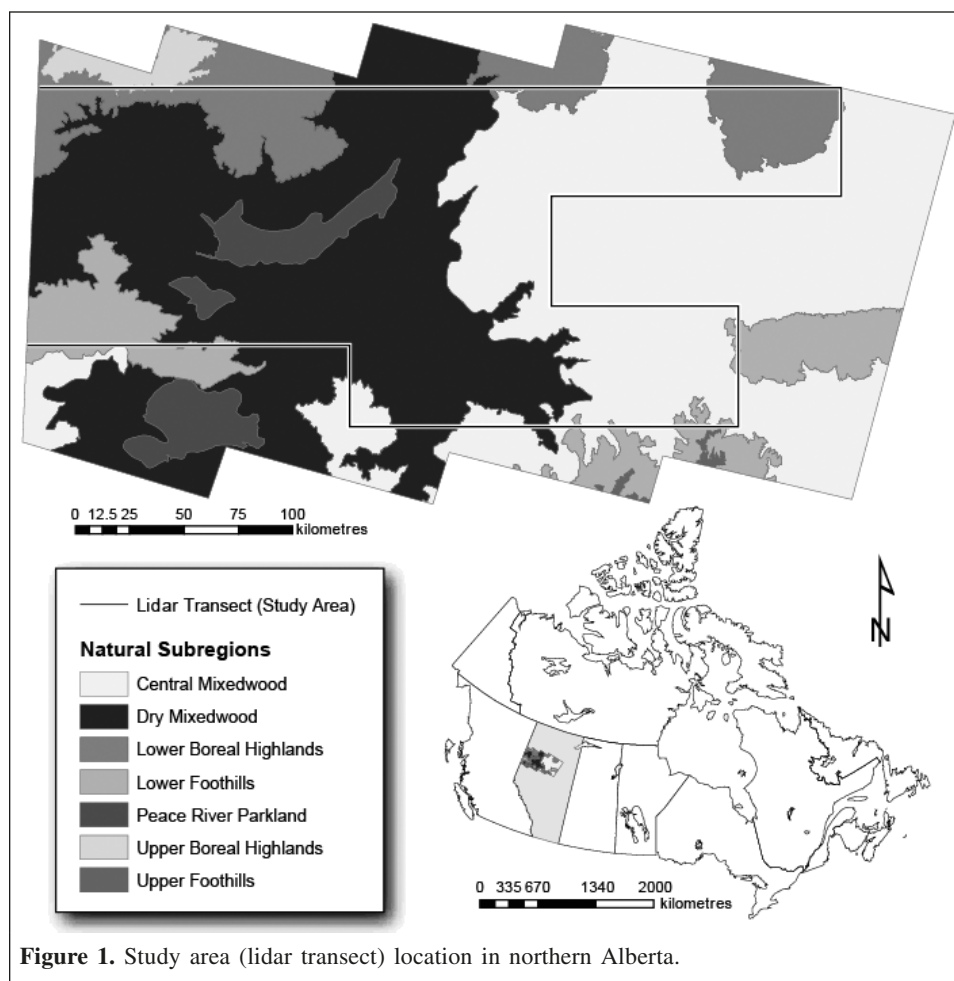 0 12.5 25 50 75 100
kilometres
Lidar Transect (Study Area)
Natural Subregions
Central Mixedwood
Dry Mixedwood
Lower Boreal Highlands
Lower Foothills
Peace River Parkland
Upper Boreal Highlands
Upper Foothills
N
0 335 670 1340 2000
kilometres
Figure 1. Study area (lidar transect) location in northern Alberta.